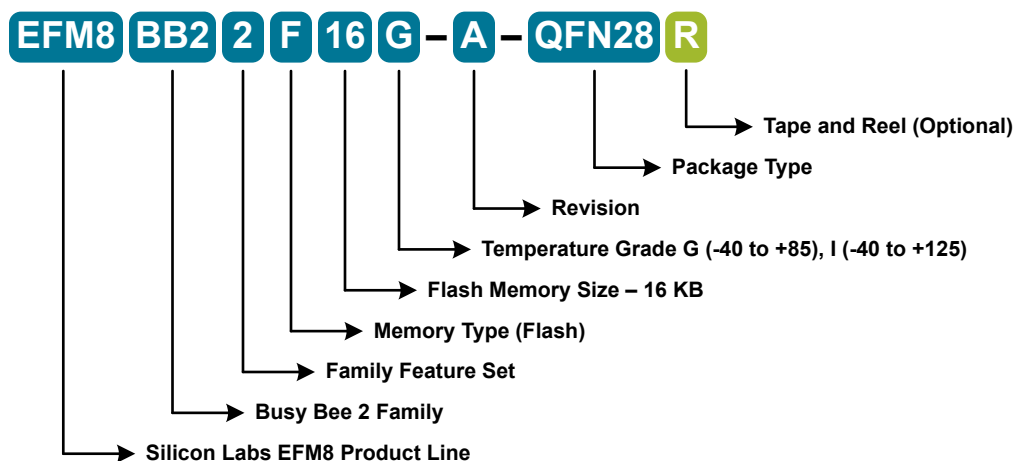 EFM8 BB2 2 F 16 G – A – QFN28 R
Tape and Reel (Optional)
Package Type
Revision
Temperature Grade G (-40 to +85), I (-40 to +125)
Flash Memory Size – 16 KB
Memory Type (Flash)
Family Feature Set
Busy Bee 2 Family
Silicon Labs EFM8 Product Line